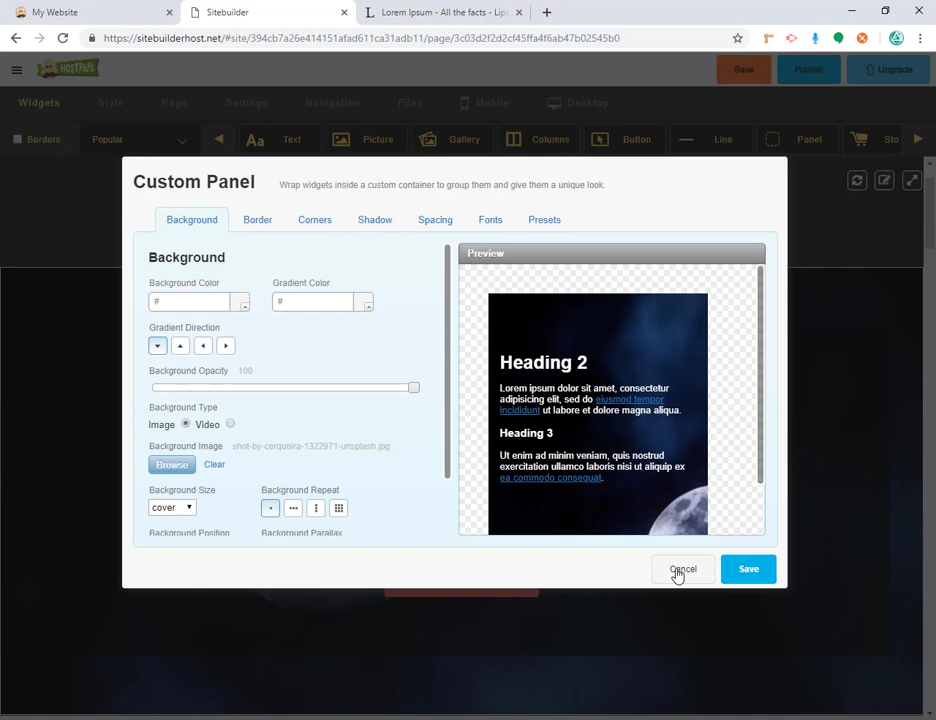 My Website
Sitebuilder
Lorem Ipsum - All the facts - Lips
https://sitebuilderhost.net/#site/394cb7a26e414151afad611ca31adb11/page/3c03d2f2d2cf45ffa4f6ab47b02545b0
HOSTPAPA
Save
Publish
Upgrade
Widgets
Style
Page
Settings
Navigation
Files
Mobile
Desktop
Borders
Popular
Aa Text
Picture
Gallery
Columns
Button
Line
Panel
Sto
Custom Panel
Wrap widgets inside a custom container to group them and give them a unique look.
Background
Border
Corners
Shadow
Spacing
Fonts
Presets
Background
Background Color
Gradient Color
#
#
Gradient Direction
Background Opacity 100
Background Type
Image
Video
Background Image shot-by-cerqueira-1322971-unsplash.jpg
Browse
Clear
Background Size
Background Repeat
cover
Background Position
Background Parallax
Preview
Heading 2
Lorem ipsum dolor sit amet, consectetur
adipisicing elit, sed do eiusmod tempor
incididunt ut labore et dolore magna aliqua.
Heading 3
Ut enim ad minim veniam, quis nostrud
exercitation ullamco laboris nisi ut aliquip ex
ea commodo consequat.
Cancel
Save